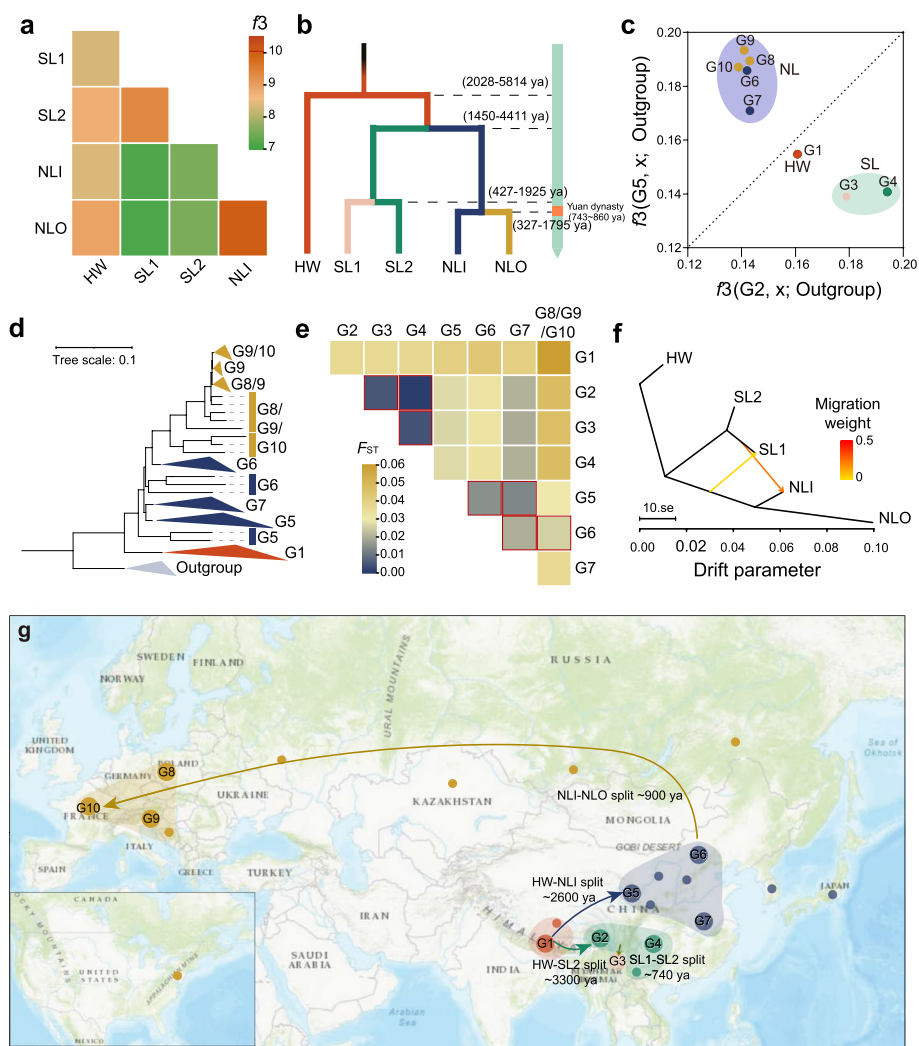 a
f3
10
9
8
7
SL1
SL2
NLI
NLO
HW
SL1
SL2
NLI
b
(2028-5814 ya)
(1450-4411 ya)
(427-1925 ya)
Yuan dynasty
(743~860 ya)
(327-1795 ya)
HW
SL1
SL2
NLI
NLO
c
f3(G5, x; Outgroup)
0.20
0.18
0.16
0.14
0.12
G9
G10
G8
NL
G6
G7
G1
HW
SL
G3
G4
0.12
0.14
0.16
0.18
0.20
f3(G2, x; Outgroup)
d
Tree scale: 0.1
G9/10
G9
G8/9
G8/
G9/
G10
G6
G6
G7
G5
G5
G1
Outgroup
e
G8/G9
G2 G3 G4 G5 G6 G7 /G10
G1
G2
G3
G4
G5
G6
G7
FST
0.06
0.05
0.04
0.03
0.02
0.01
0.00
f
HW
SL2
SL1
NLI
NLO
Migration
weight
0.5
0
10.se
0.00 0.02 0.04 0.06 0.08 0.10
Drift parameter
g
SWEDEN
FINLAND
NORWAY
RUSSIA
URAL MOUNTAINS
UNITED
KINGDOM
Sea of
Okhotsk
G8
GERMANY
UKRAINE
G10
FRANCE
G9
KAZAKHSTAN
NLI-NLO split ~900 ya
MONGOLIA
ITALY
GOBI DESERT
G6
SPAIN
GREECE
TURKEY
HW-NLI split
~2600 ya
G5
CHINA
JAPAN
G7
CANADA
IRAN
G1
G2
G4
G3
SL1-SL2 split
~740 ya
SAUDI
ARABIA
INDIA
HW-SL2 split
~3300 ya
UNITED
STATES
Arabian
Sea
MEXICO